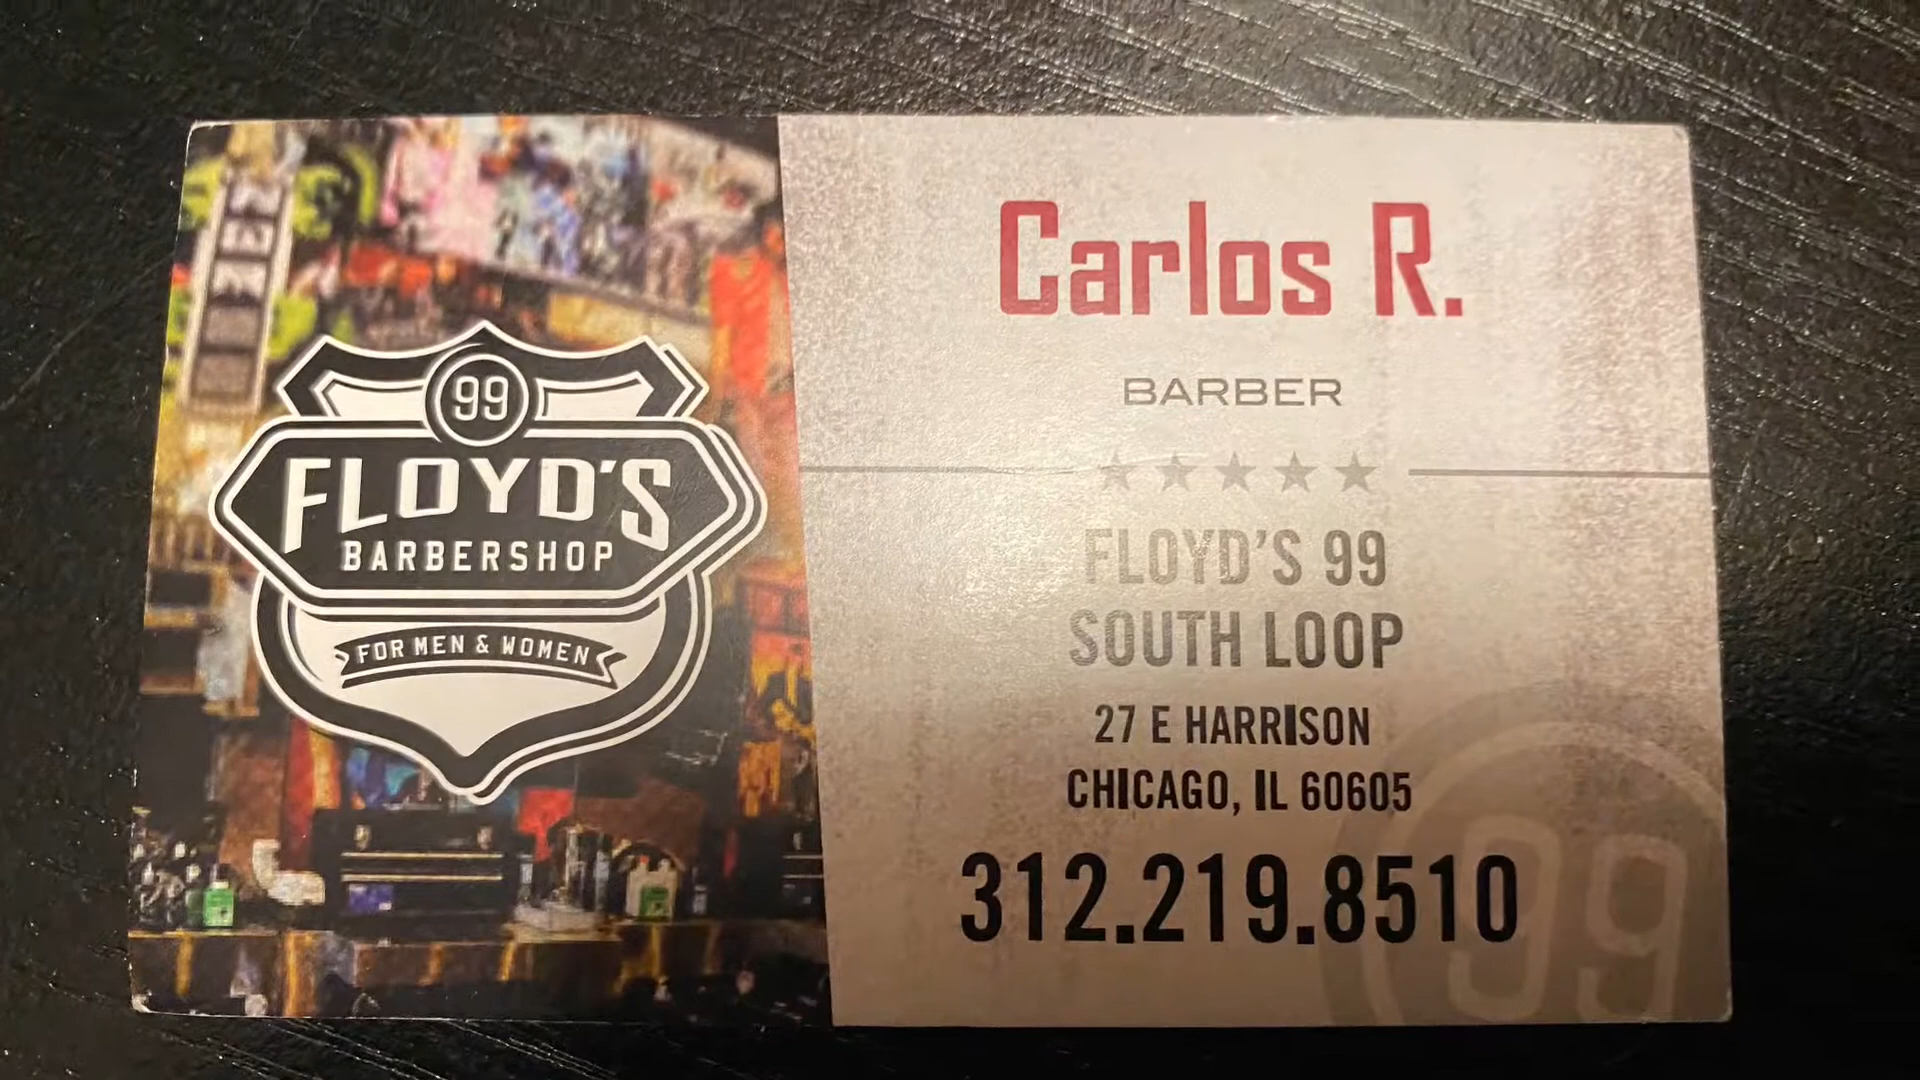 99
FLOYD'S
BARBERSHOP
FOR MEN & WOMEN
Carlos R.
BARBER
FLOYD'S 99
SOUTH LOOP
27 E HARRISON
CHICAGO, IL 60605
312.219.8510
99